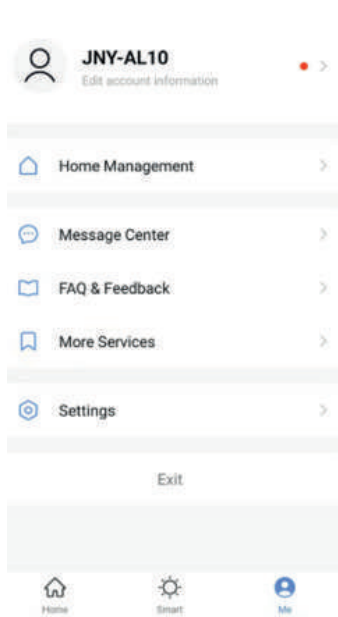 JNY-AL10
Edit account information
Home Management
Message Center
FAQ & Feedback
More Services
Settings
Exit
Home
Smart
Me